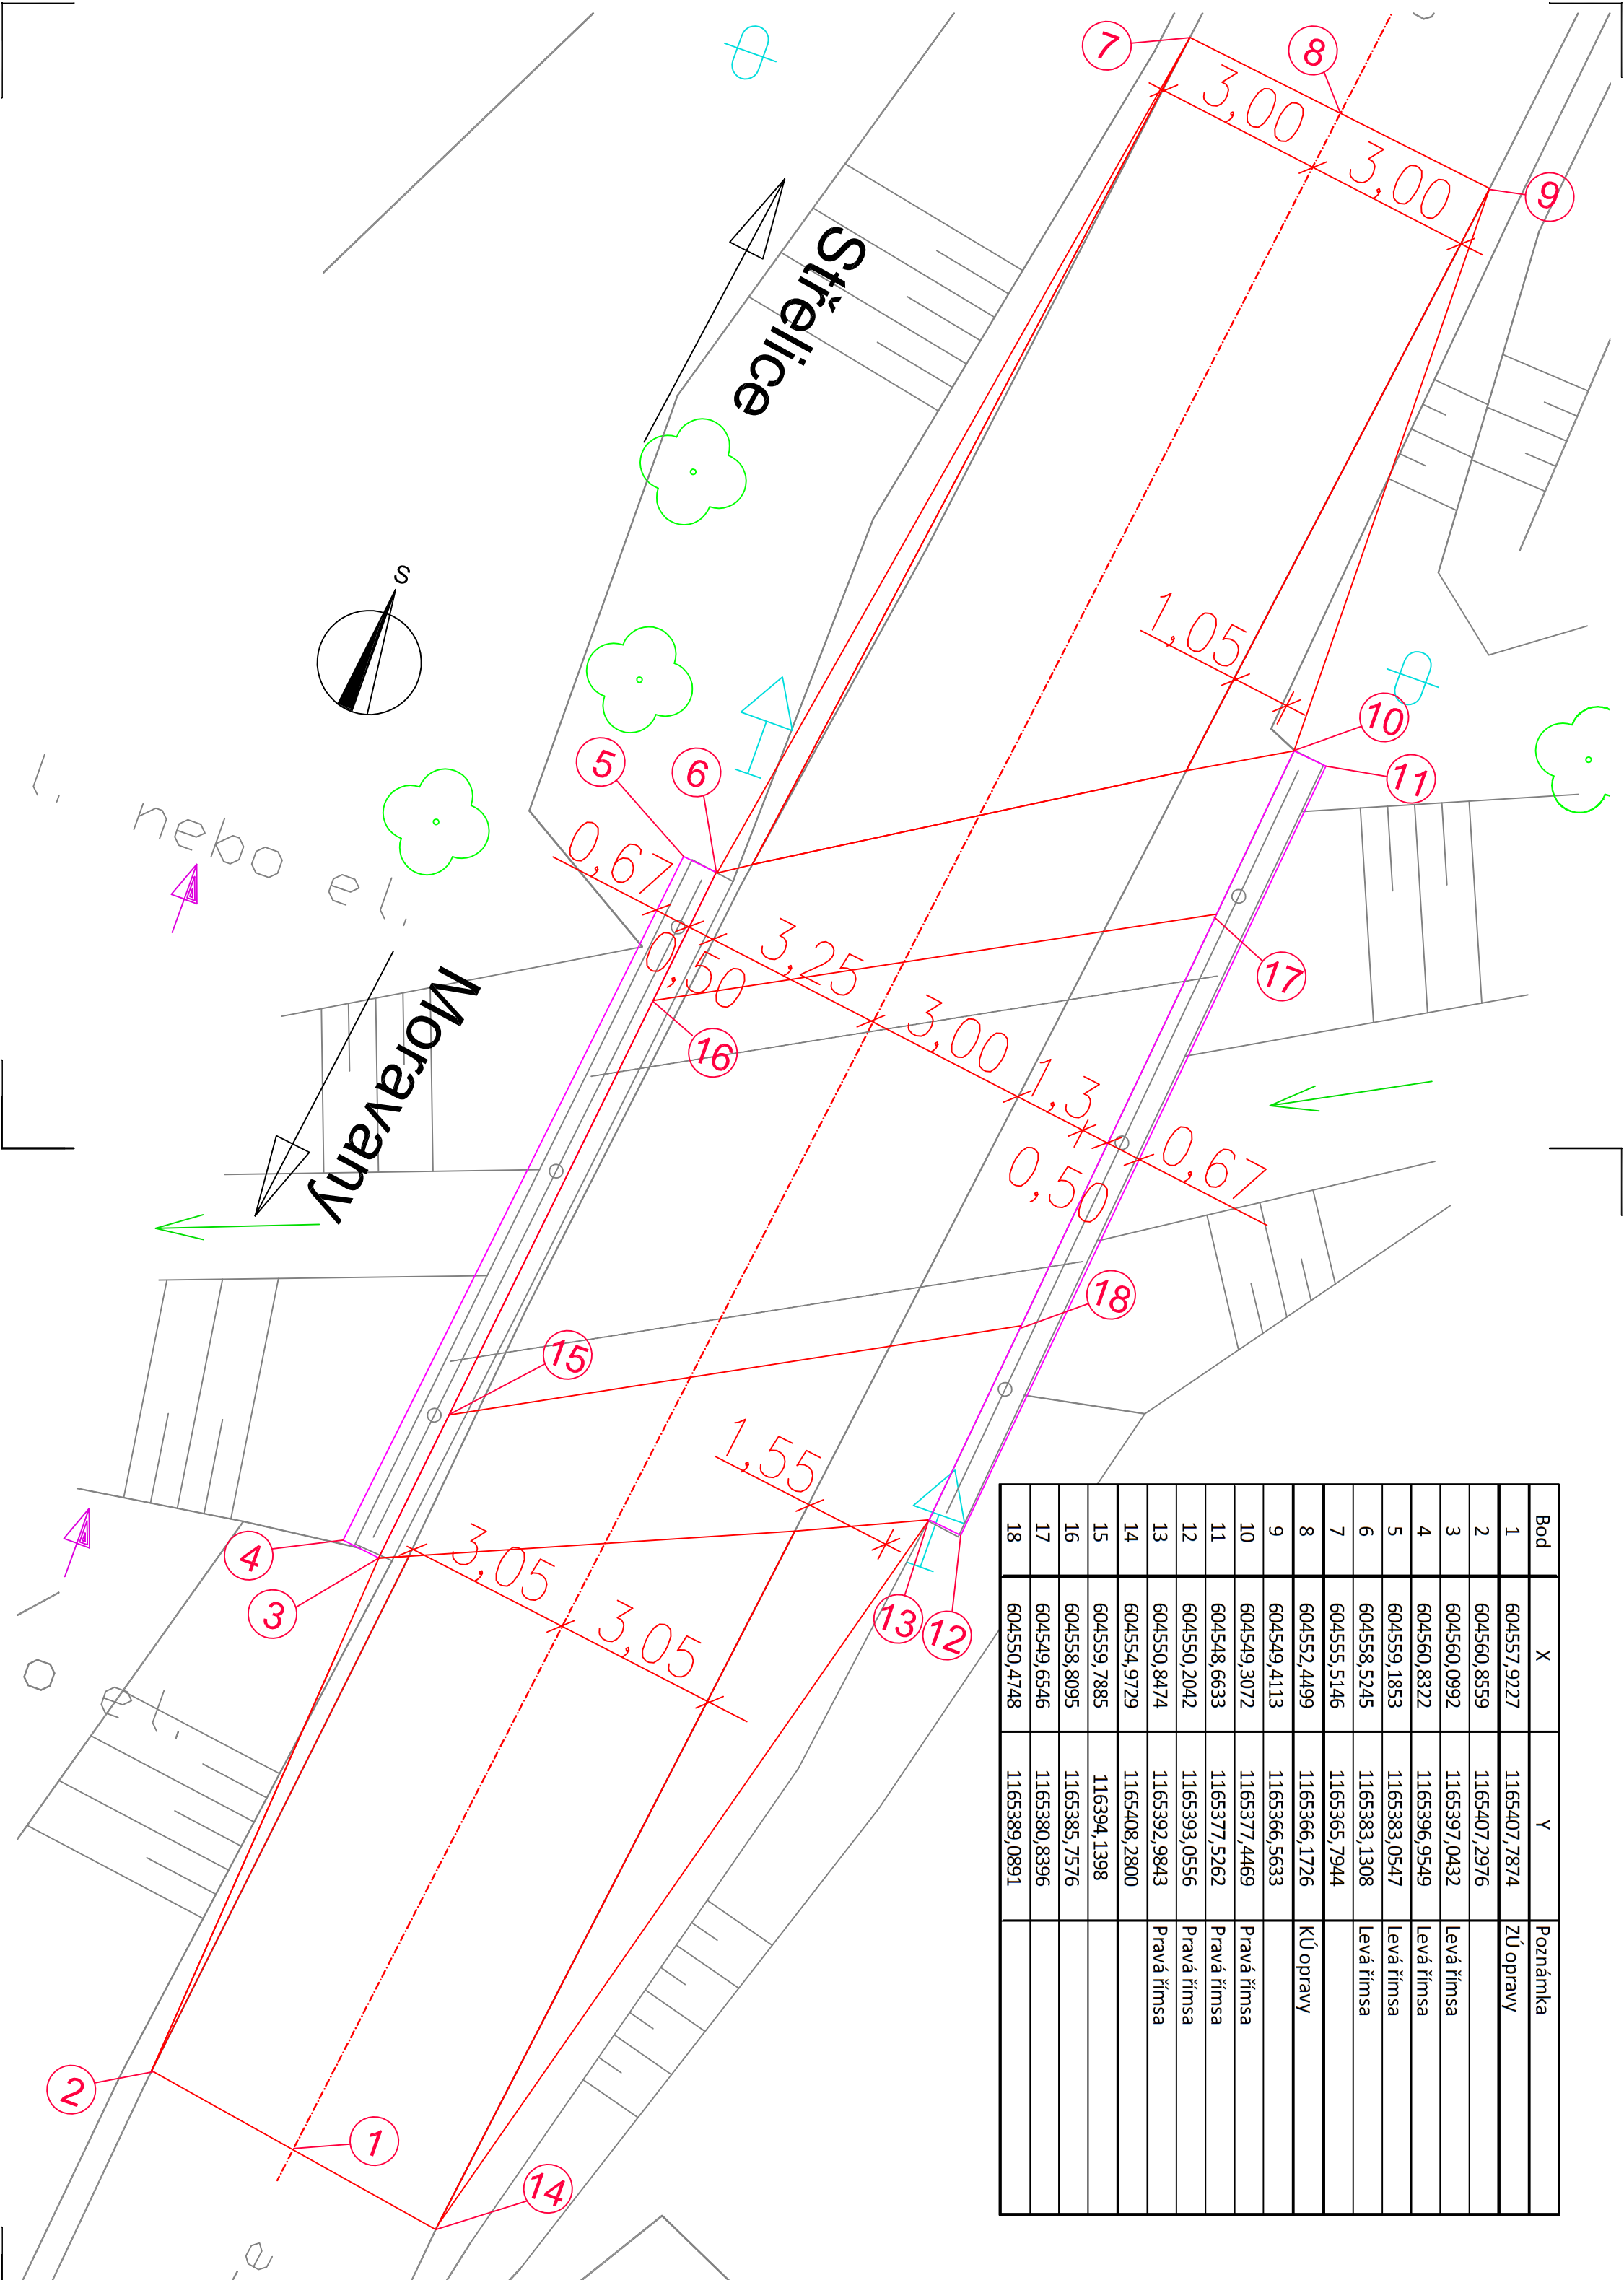 7
8
3,00
3,00
9
Střelice
S
1,05
10
11
5
6
0,67
0,50
3,25
3,00
1,3
0,50
0,67
16
17
Moravany
18
15
1,55
4
3
3,05
3,05
13
12
2
1
14
Bod X Y Poznámka
1 604557,9227 1165407,7874 ZÚ opravy
2 604560,8559 1165407,2976
3 604560,0992 1165397,0432 Levá římsa
4 604560,8322 1165396,9549 Levá římsa
5 604559,1853 1165383,0547 Levá římsa
6 604558,5245 1165383,1308 Levá římsa
7 604555,5146 1165365,7944
8 604552,4499 1165366,1726 KÚ opravy
9 604549,4113 1165366,5633
10 604549,3072 1165377,4469 Pravá římsa
11 604548,6633 1165377,5262 Pravá římsa
12 604550,2042 1165393,0556 Pravá římsa
13 604550,8474 1165392,9843 Pravá římsa
14 604554,9729 1165408,2800
15 604559,7885 116394,1398
16 604558,8095 1165385,7576
17 604549,6546 1165380,8396
18 604550,4748 1165389,0891